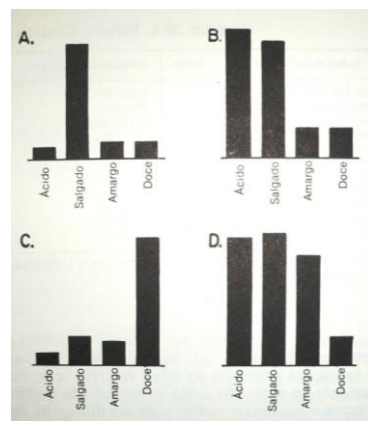 A.
B.
Ácido
Salgado
Amargo
Doce
Ácido
Salgado
Amargo
Doce
C.
D.
Ácido
Salgado
Amargo
Doce
Ácido
Salgado
Amargo
Doce